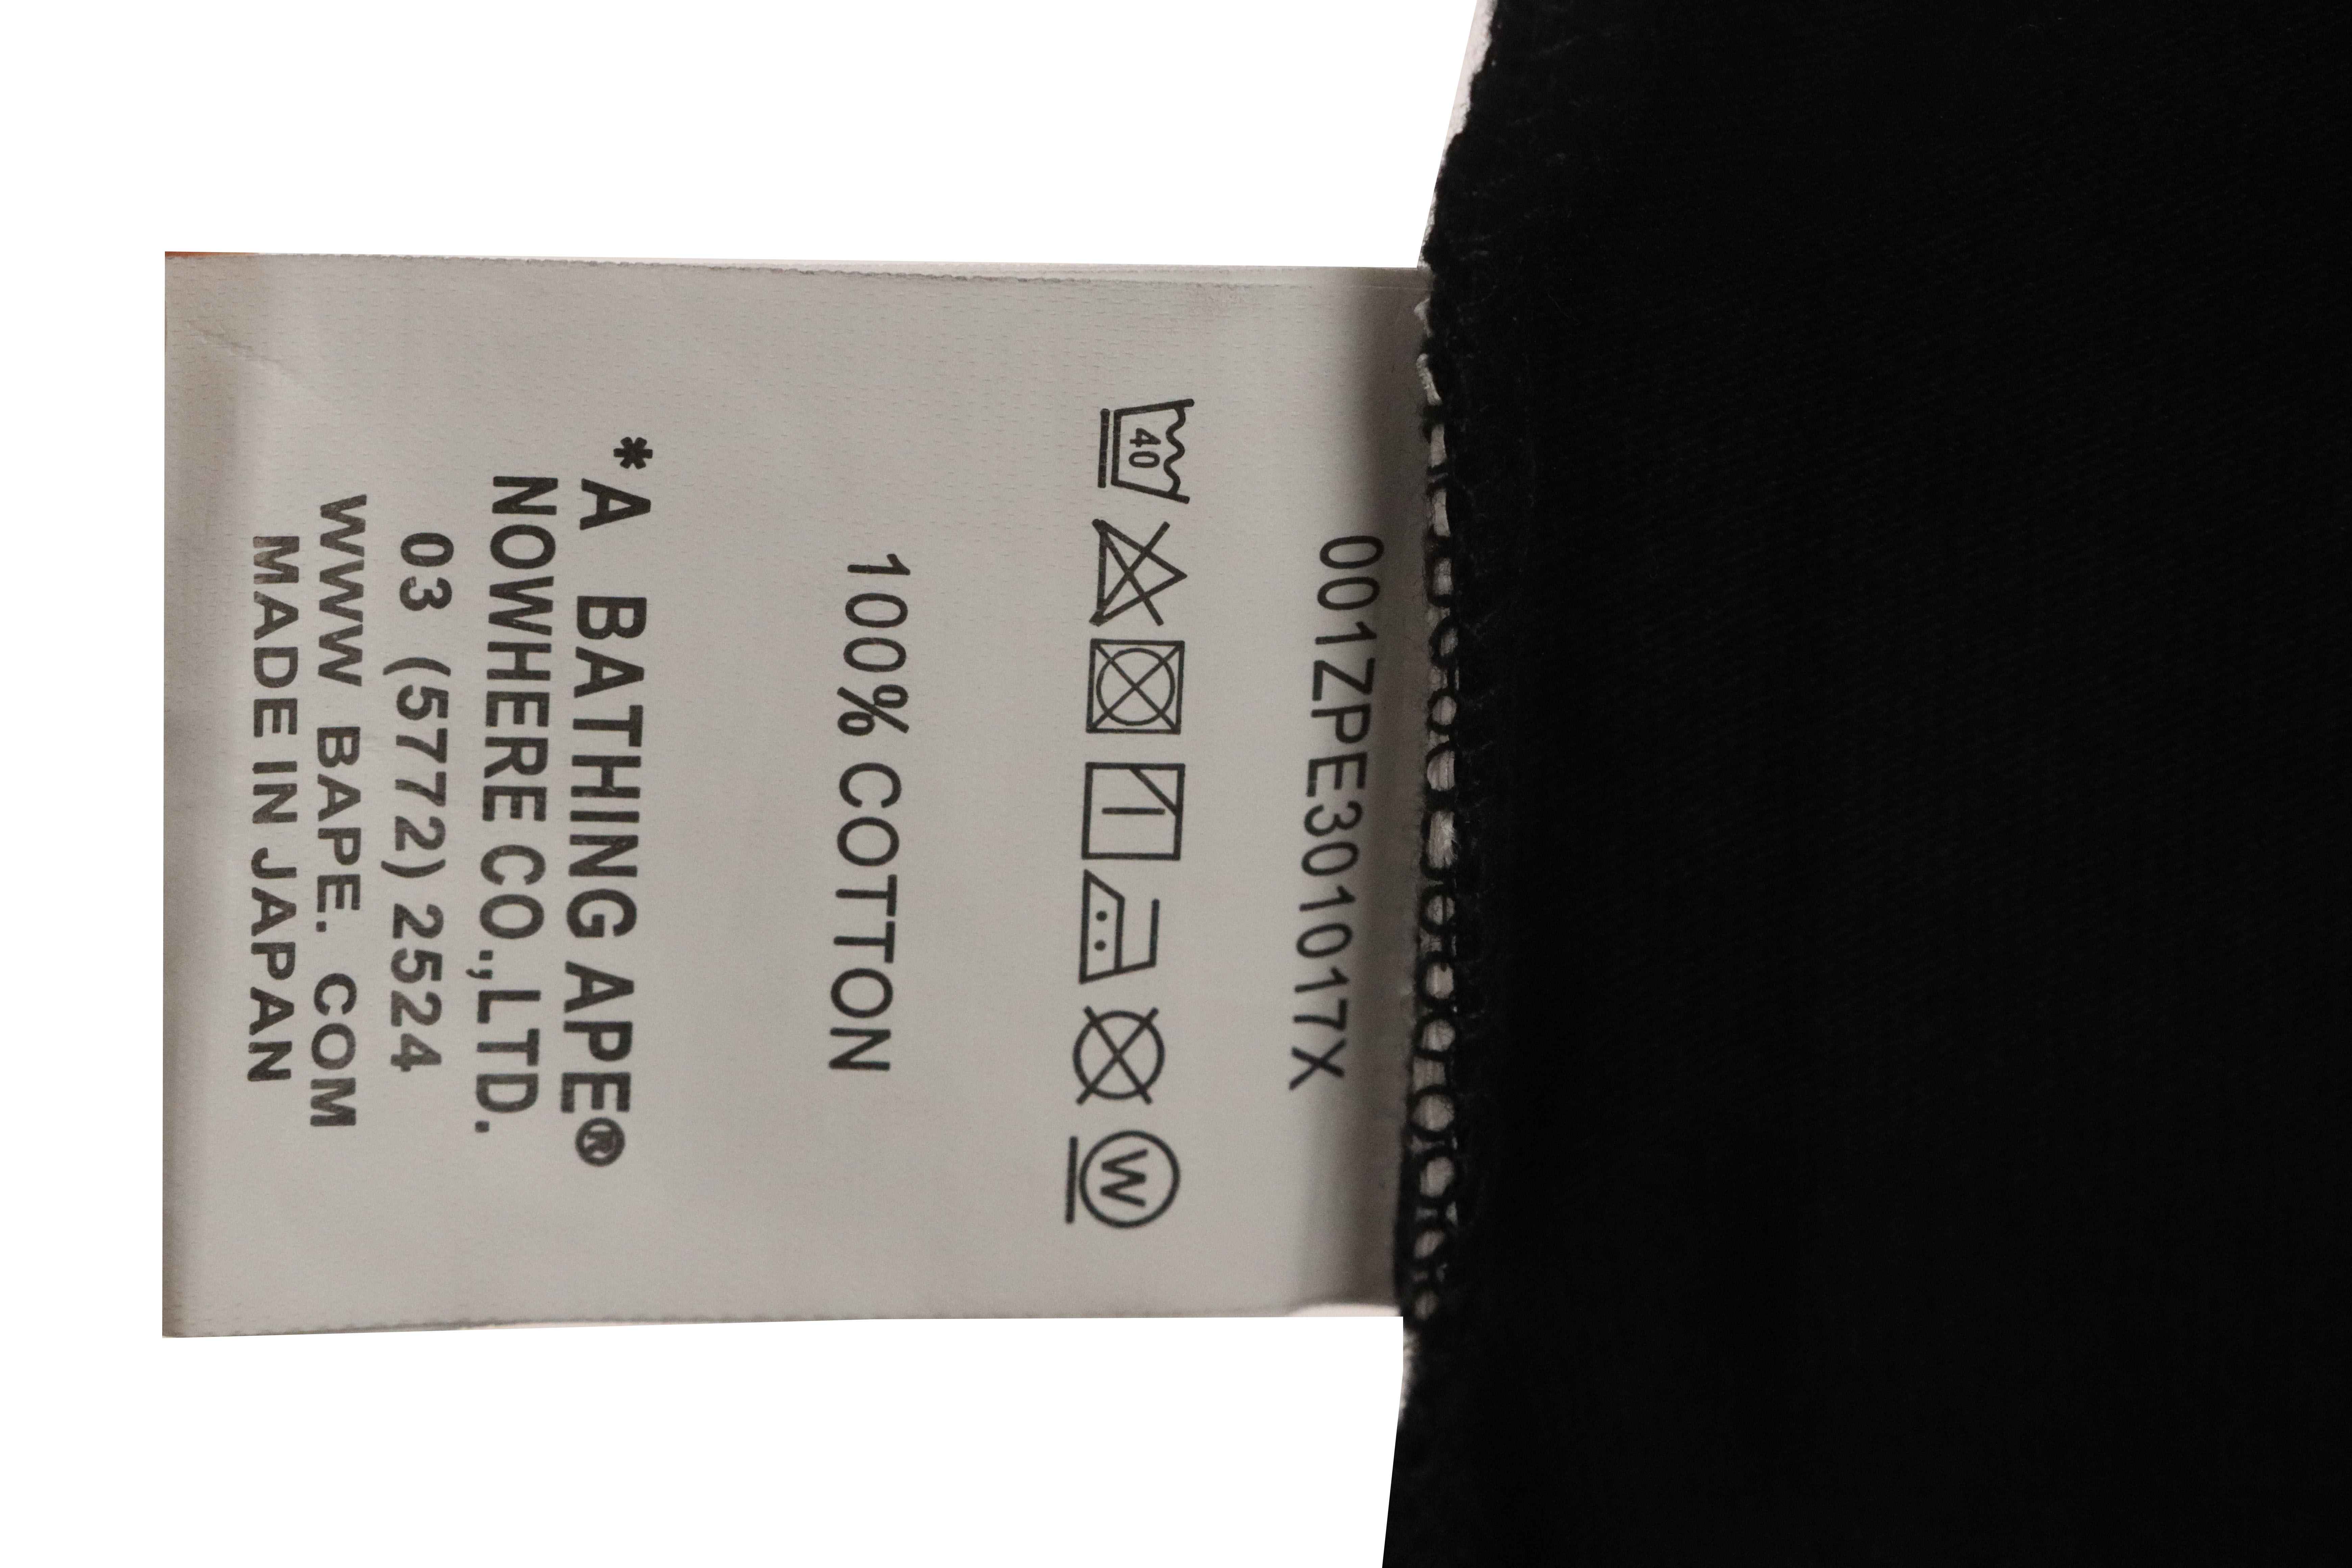 001ZPE301017X
40
W
100% COTTON
*A BATHING APE®
NOWHERE CO.,LTD.
03 (5772) 2524
WWW BAPE. COM
MADE IN JAPAN